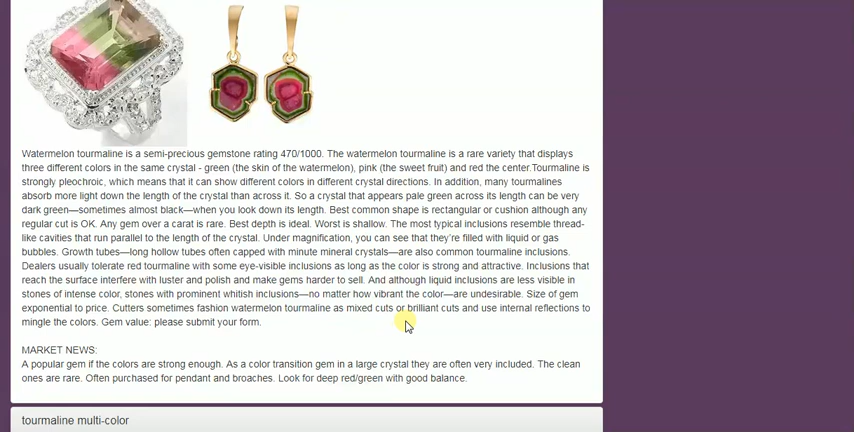 Watermelon tourmaline is a semi-precious gemstone rating 470/1000. The watermelon tourmaline is a rare variety that displays
three different colors in the same crystal - green (the skin of the watermelon), pink (the sweet fruit) and red the center.Tourmaline is
strongly pleochroic, which means that it can show different colors in different crystal directions. In addition, many tourmalines
absorb more light down the length of the crystal than across it. So a crystal that appears pale green across its length can be very
dark green—sometimes almost black—when you look down its length. Best common shape is rectangular or cushion although any
regular cut is OK. Any gem over a carat is rare. Best depth is ideal. Worst is shallow. The most typical inclusions resemble thread-
like cavities that run parallel to the length of the crystal. Under magnification, you can see that they're filled with liquid or gas
bubbles. Growth tubes—long hollow tubes often capped with minute mineral crystals—are also common tourmaline inclusions.
Dealers usually tolerate red tourmaline with some eye-visible inclusions as long as the color is strong and attractive. Inclusions that
reach the surface interfere with luster and polish and make gems harder to sell. And although liquid inclusions are less visible in
stones of intense color, stones with prominent whitish inclusions—no matter how vibrant the color—are undesirable. Size of gem
exponential to price. Cutters sometimes fashion watermelon tourmaline as mixed cuts or brilliant cuts and use internal reflections to
mingle the colors. Gem value: please submit your form.
MARKET NEWS:
A popular gem if the colors are strong enough. As a color transition gem in a large crystal they are often very included. The clean
ones are rare. Often purchased for pendant and broaches. Look for deep red/green with good balance.
tourmaline multi-color